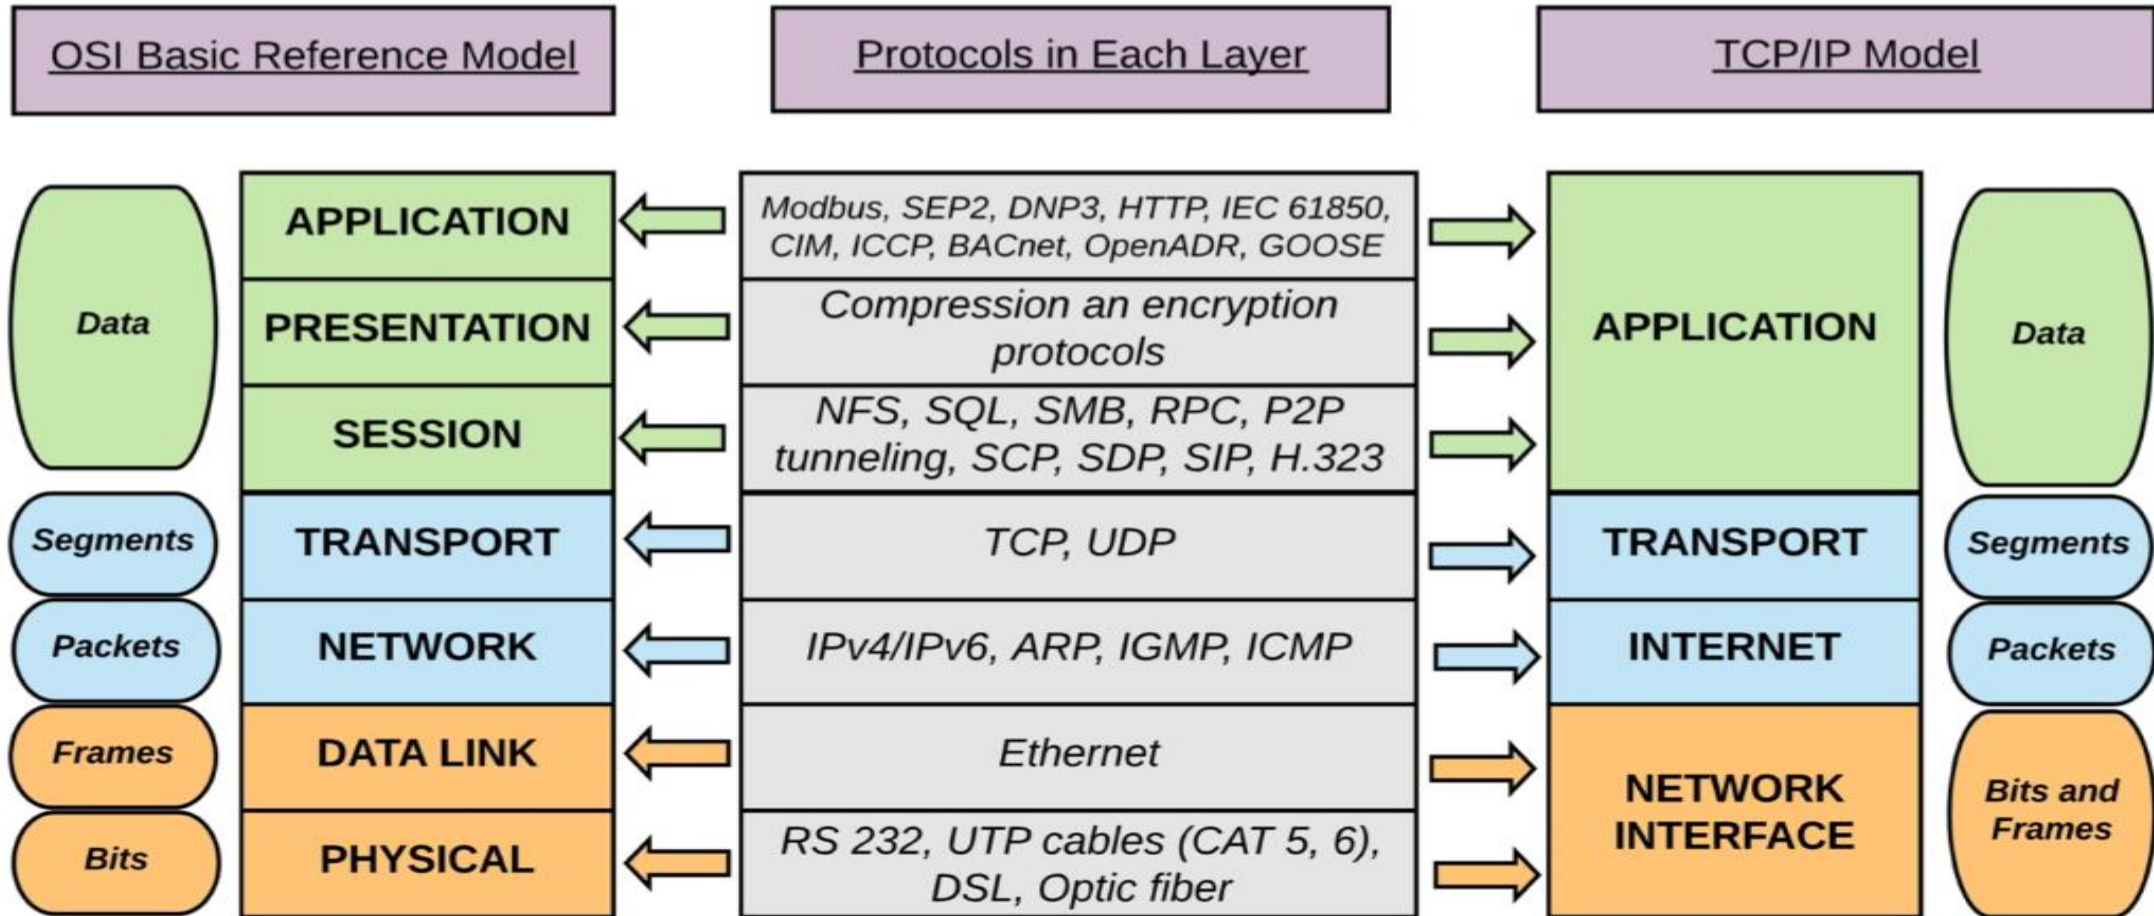 OSI Basic Reference Model
Protocols in Each Layer
TCP/IP Model
Data
APPLICATION
Modbus, SEP2, DNP3, HTTP, IEC 61850,
CIM, ICCP, BACnet, OpenADR, GOOSE
PRESENTATION
Compression an encryption
protocols
SESSION
NFS, SQL, SMB, RPC, P2P
tunneling, SCP, SDP, SIP, H.323
APPLICATION
Data
Segments
TRANSPORT
TCP, UDP
TRANSPORT
Segments
Packets
NETWORK
IPv4/IPv6, ARP, IGMP, ICMP
INTERNET
Packets
Frames
DATA LINK
Ethernet
Bits
PHYSICAL
RS 232, UTP cables (CAT 5, 6),
DSL, Optic fiber
NETWORK
INTERFACE
Bits and
Frames